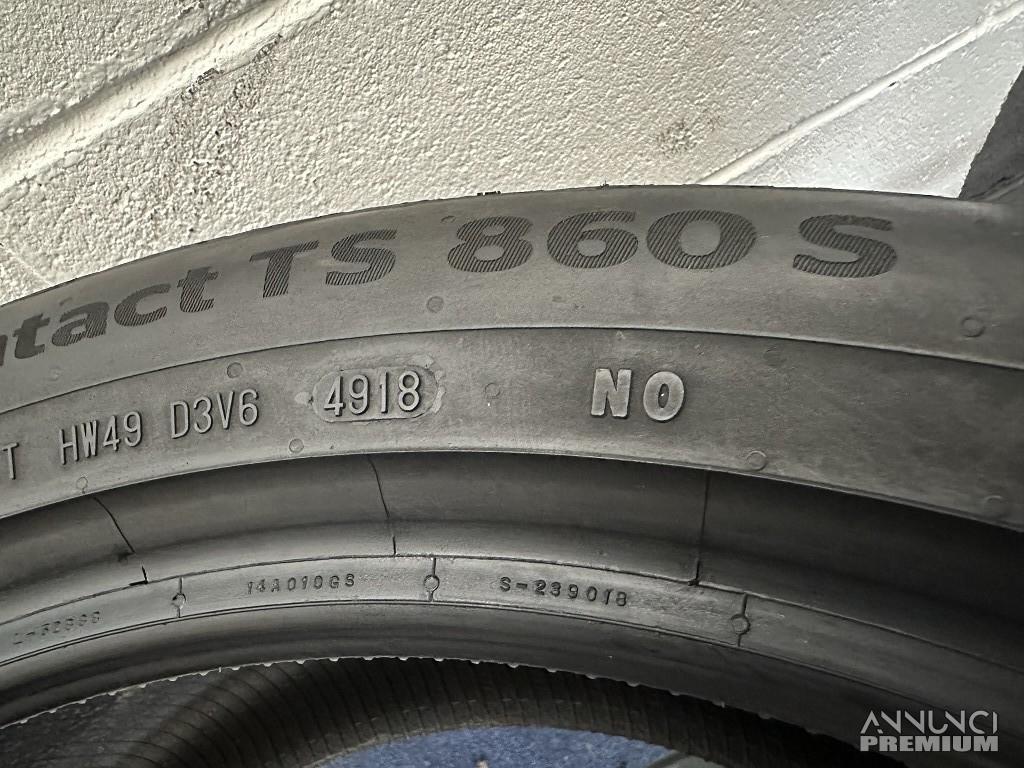 ntact TS 860 S
T HW49 D3V6 4918 NO
14A010GS S-239018
ANNUNCI
PREMIUM